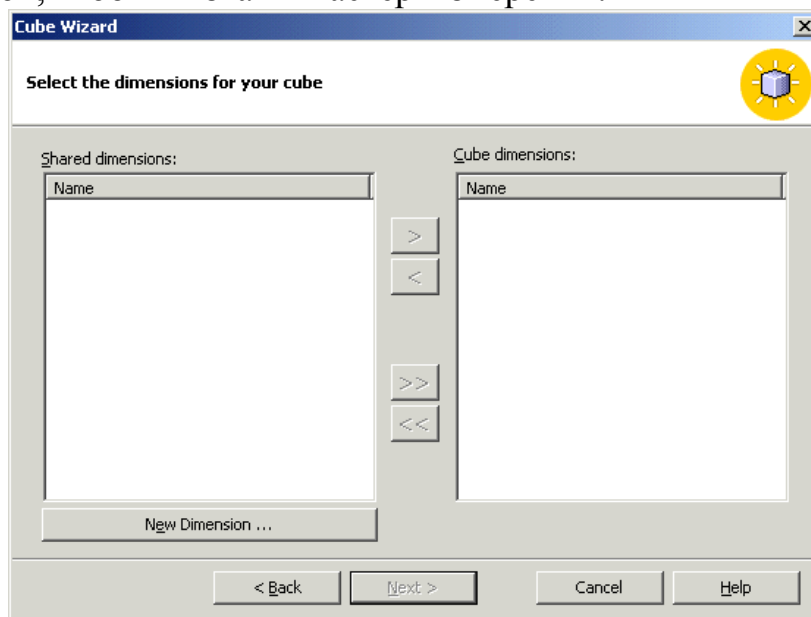 Cube Wizard
Select the dimensions for your cube
Shared dimensions:
Cube dimensions:
Name
Name
>
<
>>
<<
New Dimension ...
< Back
Next >
Cancel
Help